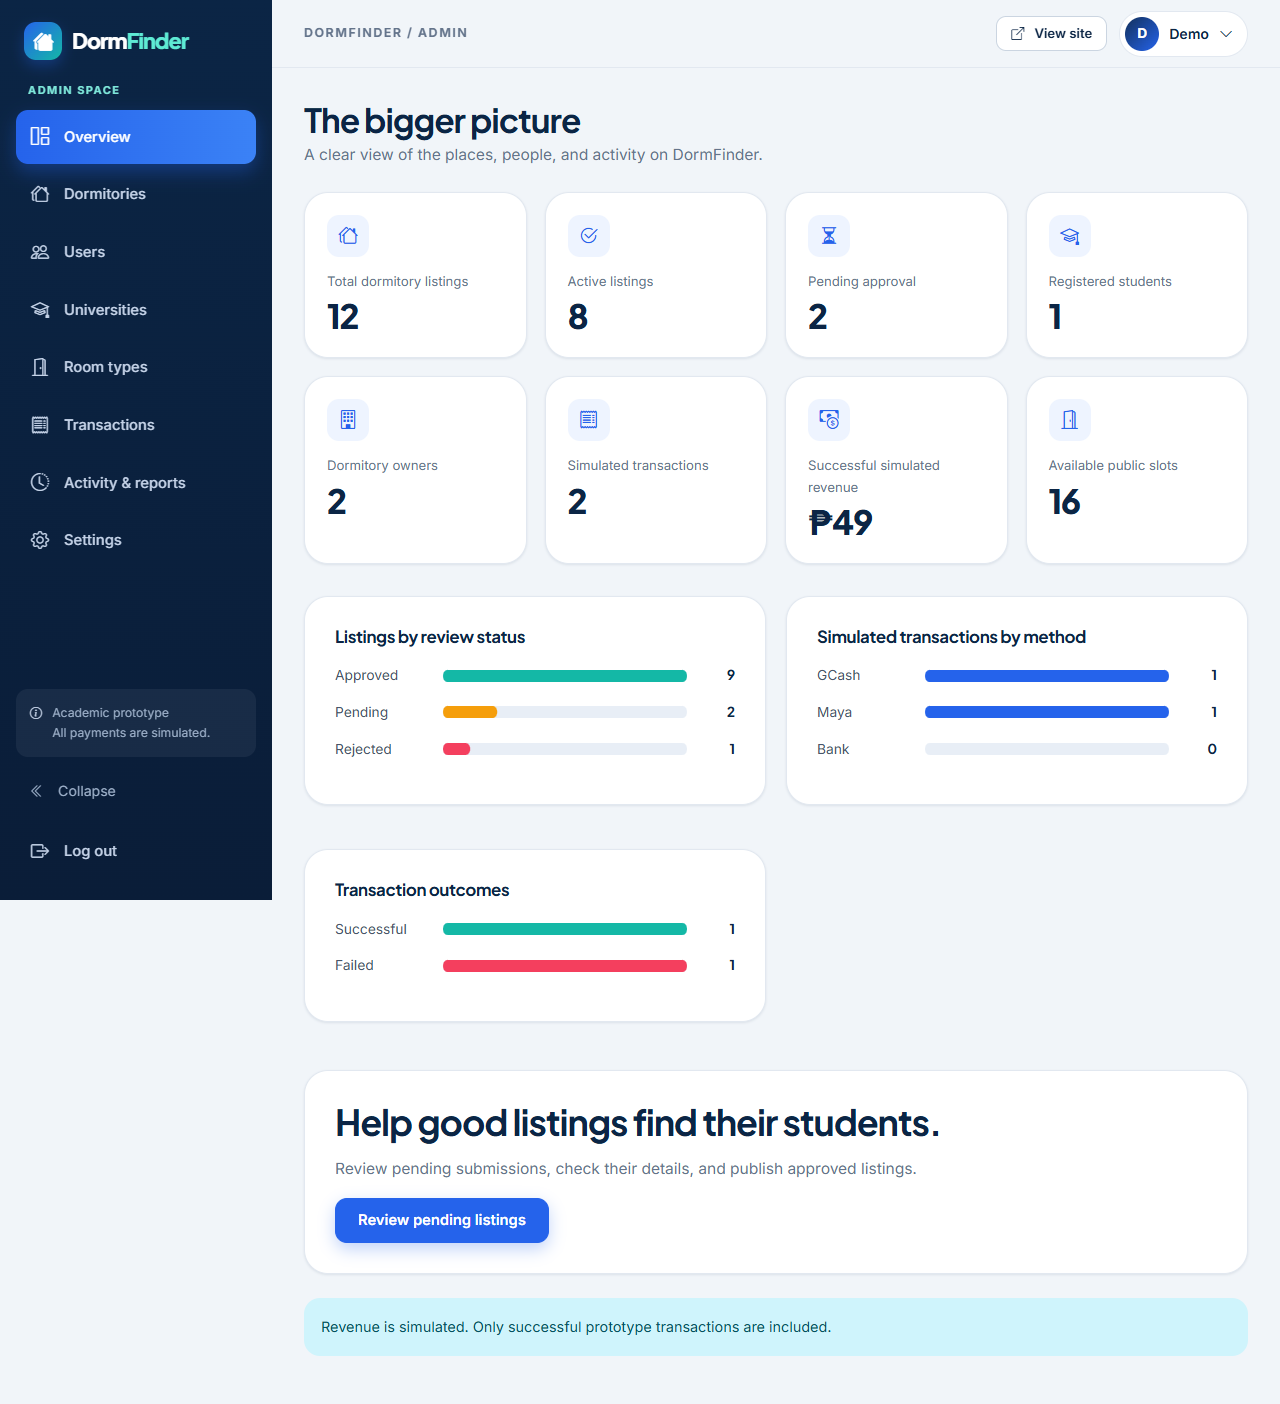 DormFinder
ADMIN SPACE
Overview
Dormitories
Users
Universities
Room types
Transactions
Activity & reports
Settings
Academic prototype
All payments are simulated.
Collapse
Log out
DORMFINDER / ADMIN
View site
D
Demo
The bigger picture
A clear view of the places, people, and activity on DormFinder.
Total dormitory listings
12
Active listings
8
Pending approval
2
Registered students
1
Dormitory owners
2
Simulated transactions
2
Successful simulated
revenue
₱49
Available public slots
16
Listings by review status
Approved 9
Pending 2
Rejected 1
Simulated transactions by method
GCash 1
Maya 1
Bank 0
Transaction outcomes
Successful 1
Failed 1
Help good listings find their students.
Review pending submissions, check their details, and publish approved listings.
Review pending listings
Revenue is simulated. Only successful prototype transactions are included.